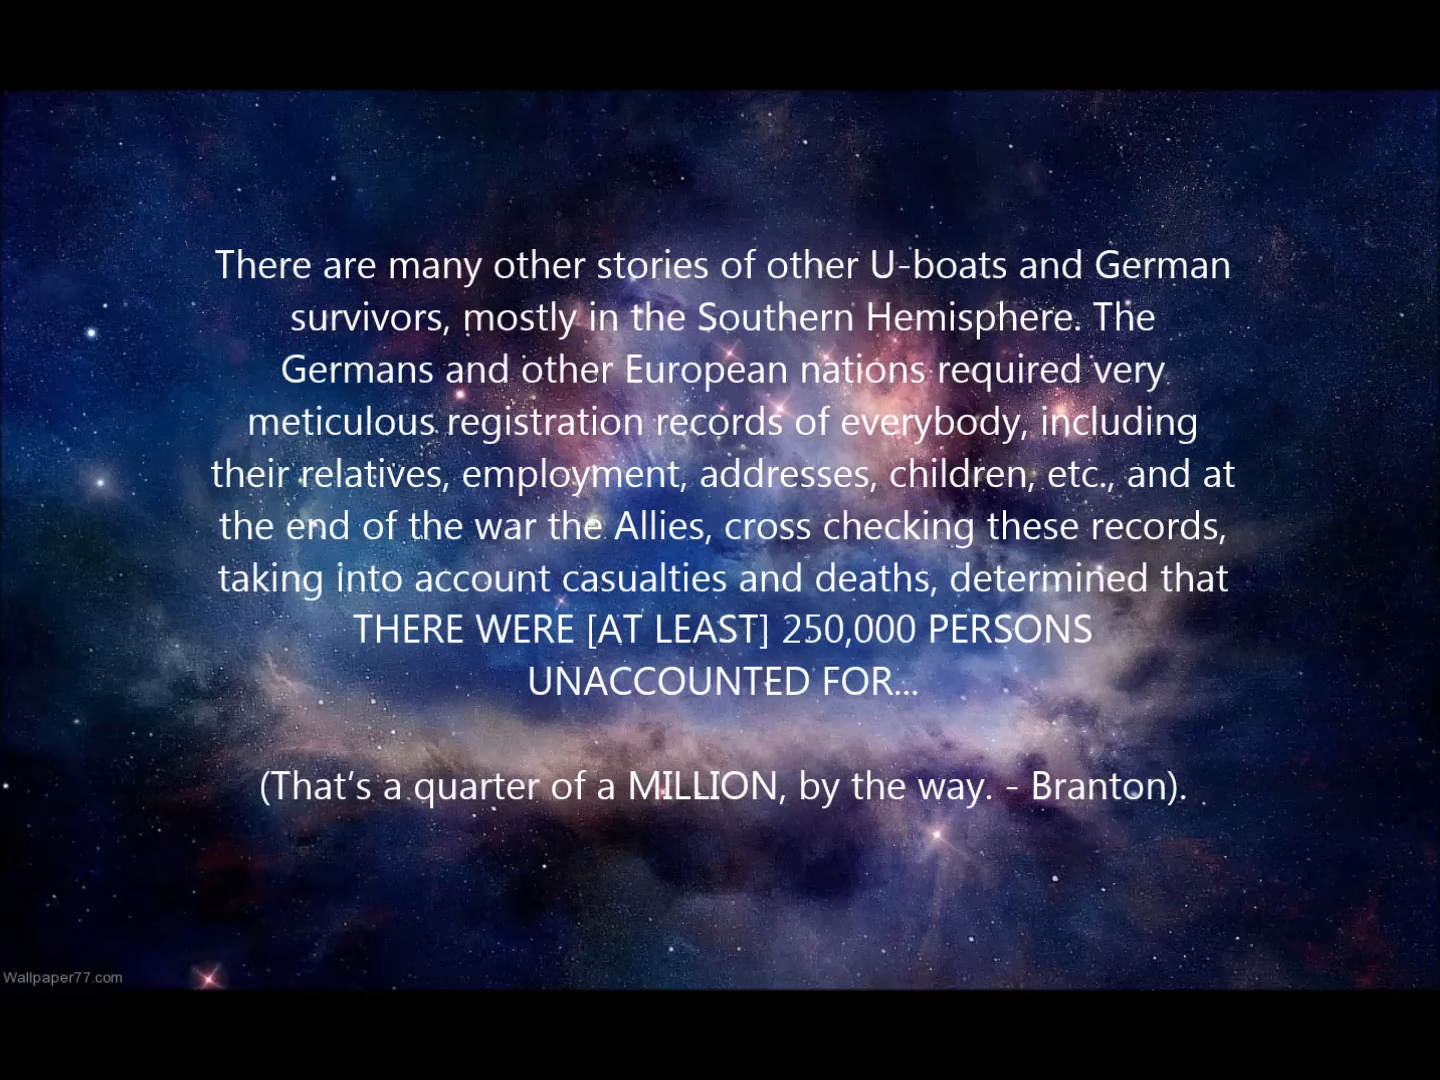 There are many other stories of other U-boats and German
survivors, mostly in the Southern Hemisphere. The
Germans and other European nations required very
meticulous registration records of everybody, including
their relatives, employment, addresses, children, etc., and at
the end of the war the Allies, cross checking these records,
taking into account casualties and deaths, determined that
THERE WERE [AT LEAST] 250,000 PERSONS
UNACCOUNTED FOR...
(That's a quarter of a MILLION, by the way. - Branton).
Wallpaper77.com